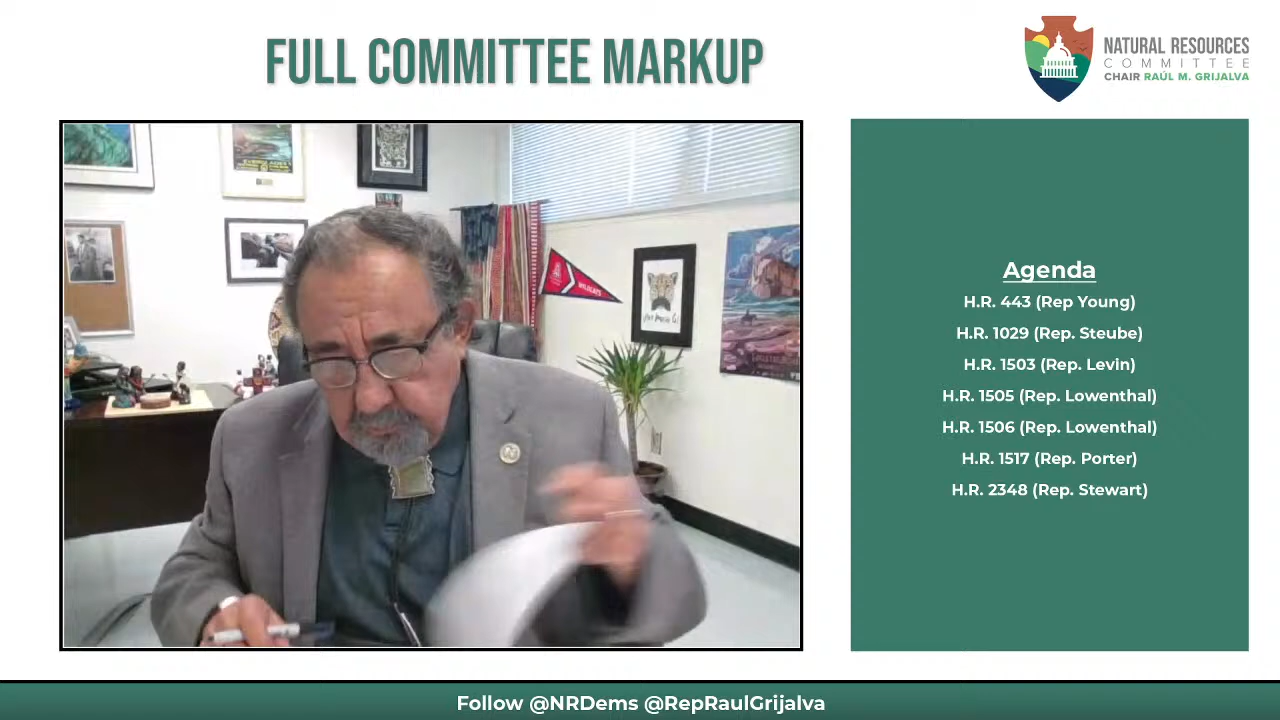 FULL COMMITTEE MARKUP
NATURAL RESOURCES
COMMITTEE
CHAIR RAÚL M. GRIJALVA
WILDCATS
Agenda
H.R. 443 (Rep Young)
H.R. 1029 (Rep. Steube)
H.R. 1503 (Rep. Levin)
H.R. 1505 (Rep. Lowenthal)
H.R. 1506 (Rep. Lowenthal)
H.R. 1517 (Rep. Porter)
H.R. 2348 (Rep. Stewart)
Follow @NRDems @RepRaulGrijalva